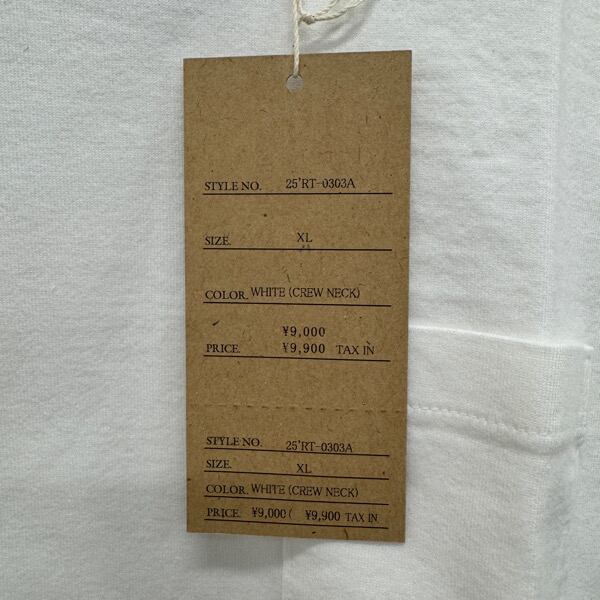 STYLE NO. 25'RT-0303A
SIZE. XL
COLOR. WHITE (CREW NECK)
¥9,000
PRICE. ¥9,900 TAX IN
STYLE NO. 25'RT-0303A
SIZE. XL
COLOR. WHITE (CREW NECK)
PRICE. ¥9,000 ( ¥9,900 TAX IN